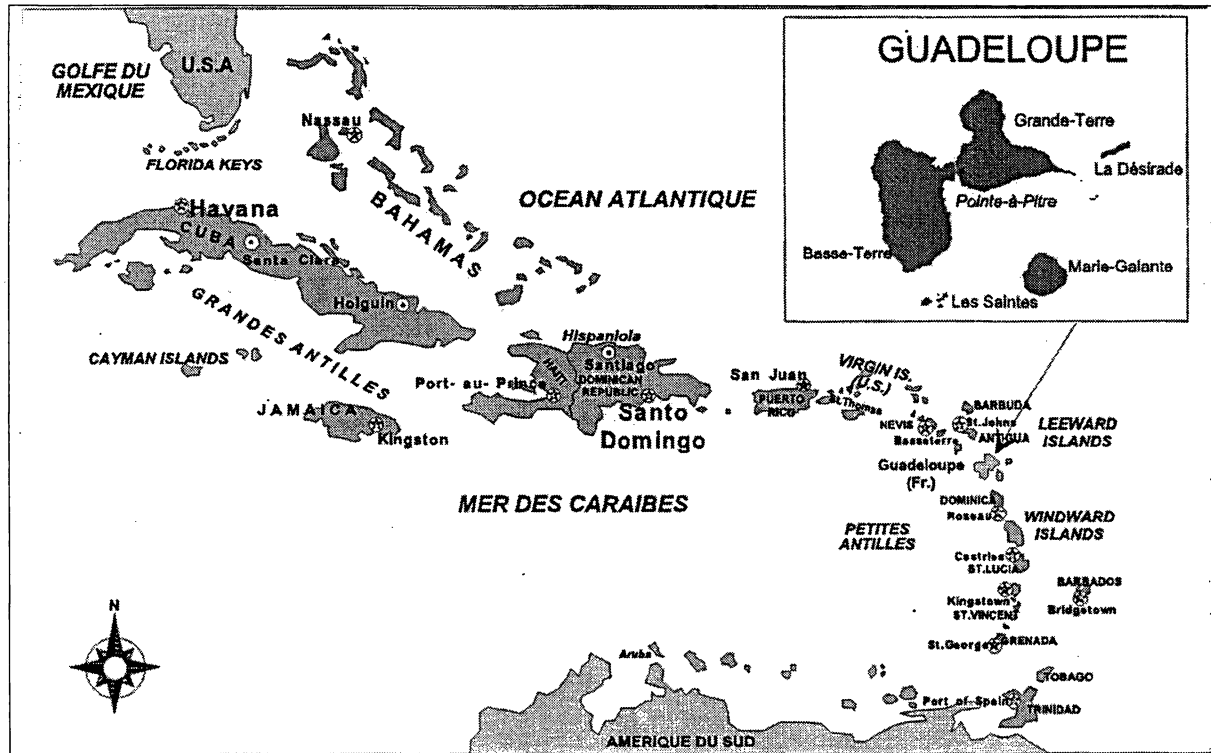 GUADELOUPE
Grande-Terre
La Désirade
Pointe-à-Pitre
Basse-Terre
Marie-Galante
Les Saintes
GOLFE DU
MEXIQUE
U.S.A
Nassau
FLORIDA KEYS
BAHAMAS
OCEAN ATLANTIQUE
Havana
CUBA
Santa Clara
Holguin
GRANDES ANTILLES
CAYMAN ISLANDS
JAMAICA
Kingston
Hispaniola
Santiago
HAITI
DOMINICAN
REPUBLIC
Port- au- Prince
Santo
Domingo
San Juan
PUERTO
RICO
VIRGIN IS.
(U.S.)
St.Thomas
BARBUDA
St.Johns
NEVIS
Basseterre
ANTIGUA
LEEWARD
ISLANDS
Guadeloupe
(Fr.)
MER DES CARAIBES
DOMINICA
Roseau
WINDWARD
ISLANDS
PETITES
ANTILLES
Castries
ST.LUCIA
BARBADOS
Bridgetown
Kingstown
ST.VINCENT
St.George
GRENADA
N
Aruba
TOBAGO
Port of Spain
TRINIDAD
AMERIQUE DU SUD